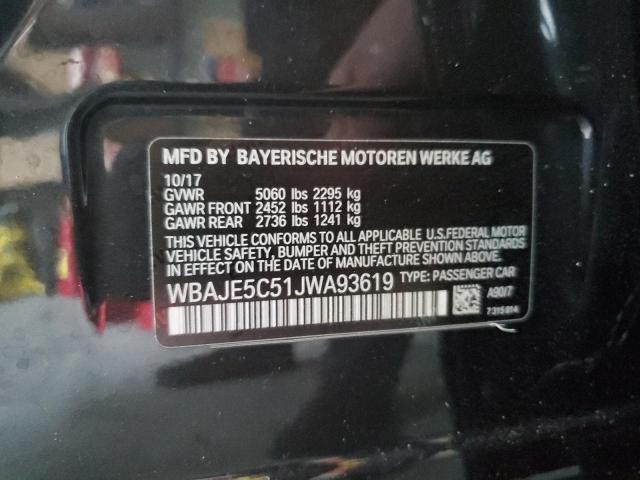 MFD BY BAYERISCHE MOTOREN WERKE AG
10/17
GVWR 5060 lbs 2295 kg
GAWR FRONT 2452 lbs 1112 kg
GAWR REAR 2736 lbs 1241 kg
THIS VEHICLE CONFORMS TO ALL APPLICABLE U.S.FEDERAL MOTOR
VEHICLE SAFETY, BUMPER AND THEFT PREVENTION STANDARDS
IN EFFECT ON THE DATE OF MANUFACTURE SHOWN ABOVE.
WBAJE5C51JWA93619 TYPE: PASSENGER CAR
A90/7
7315814